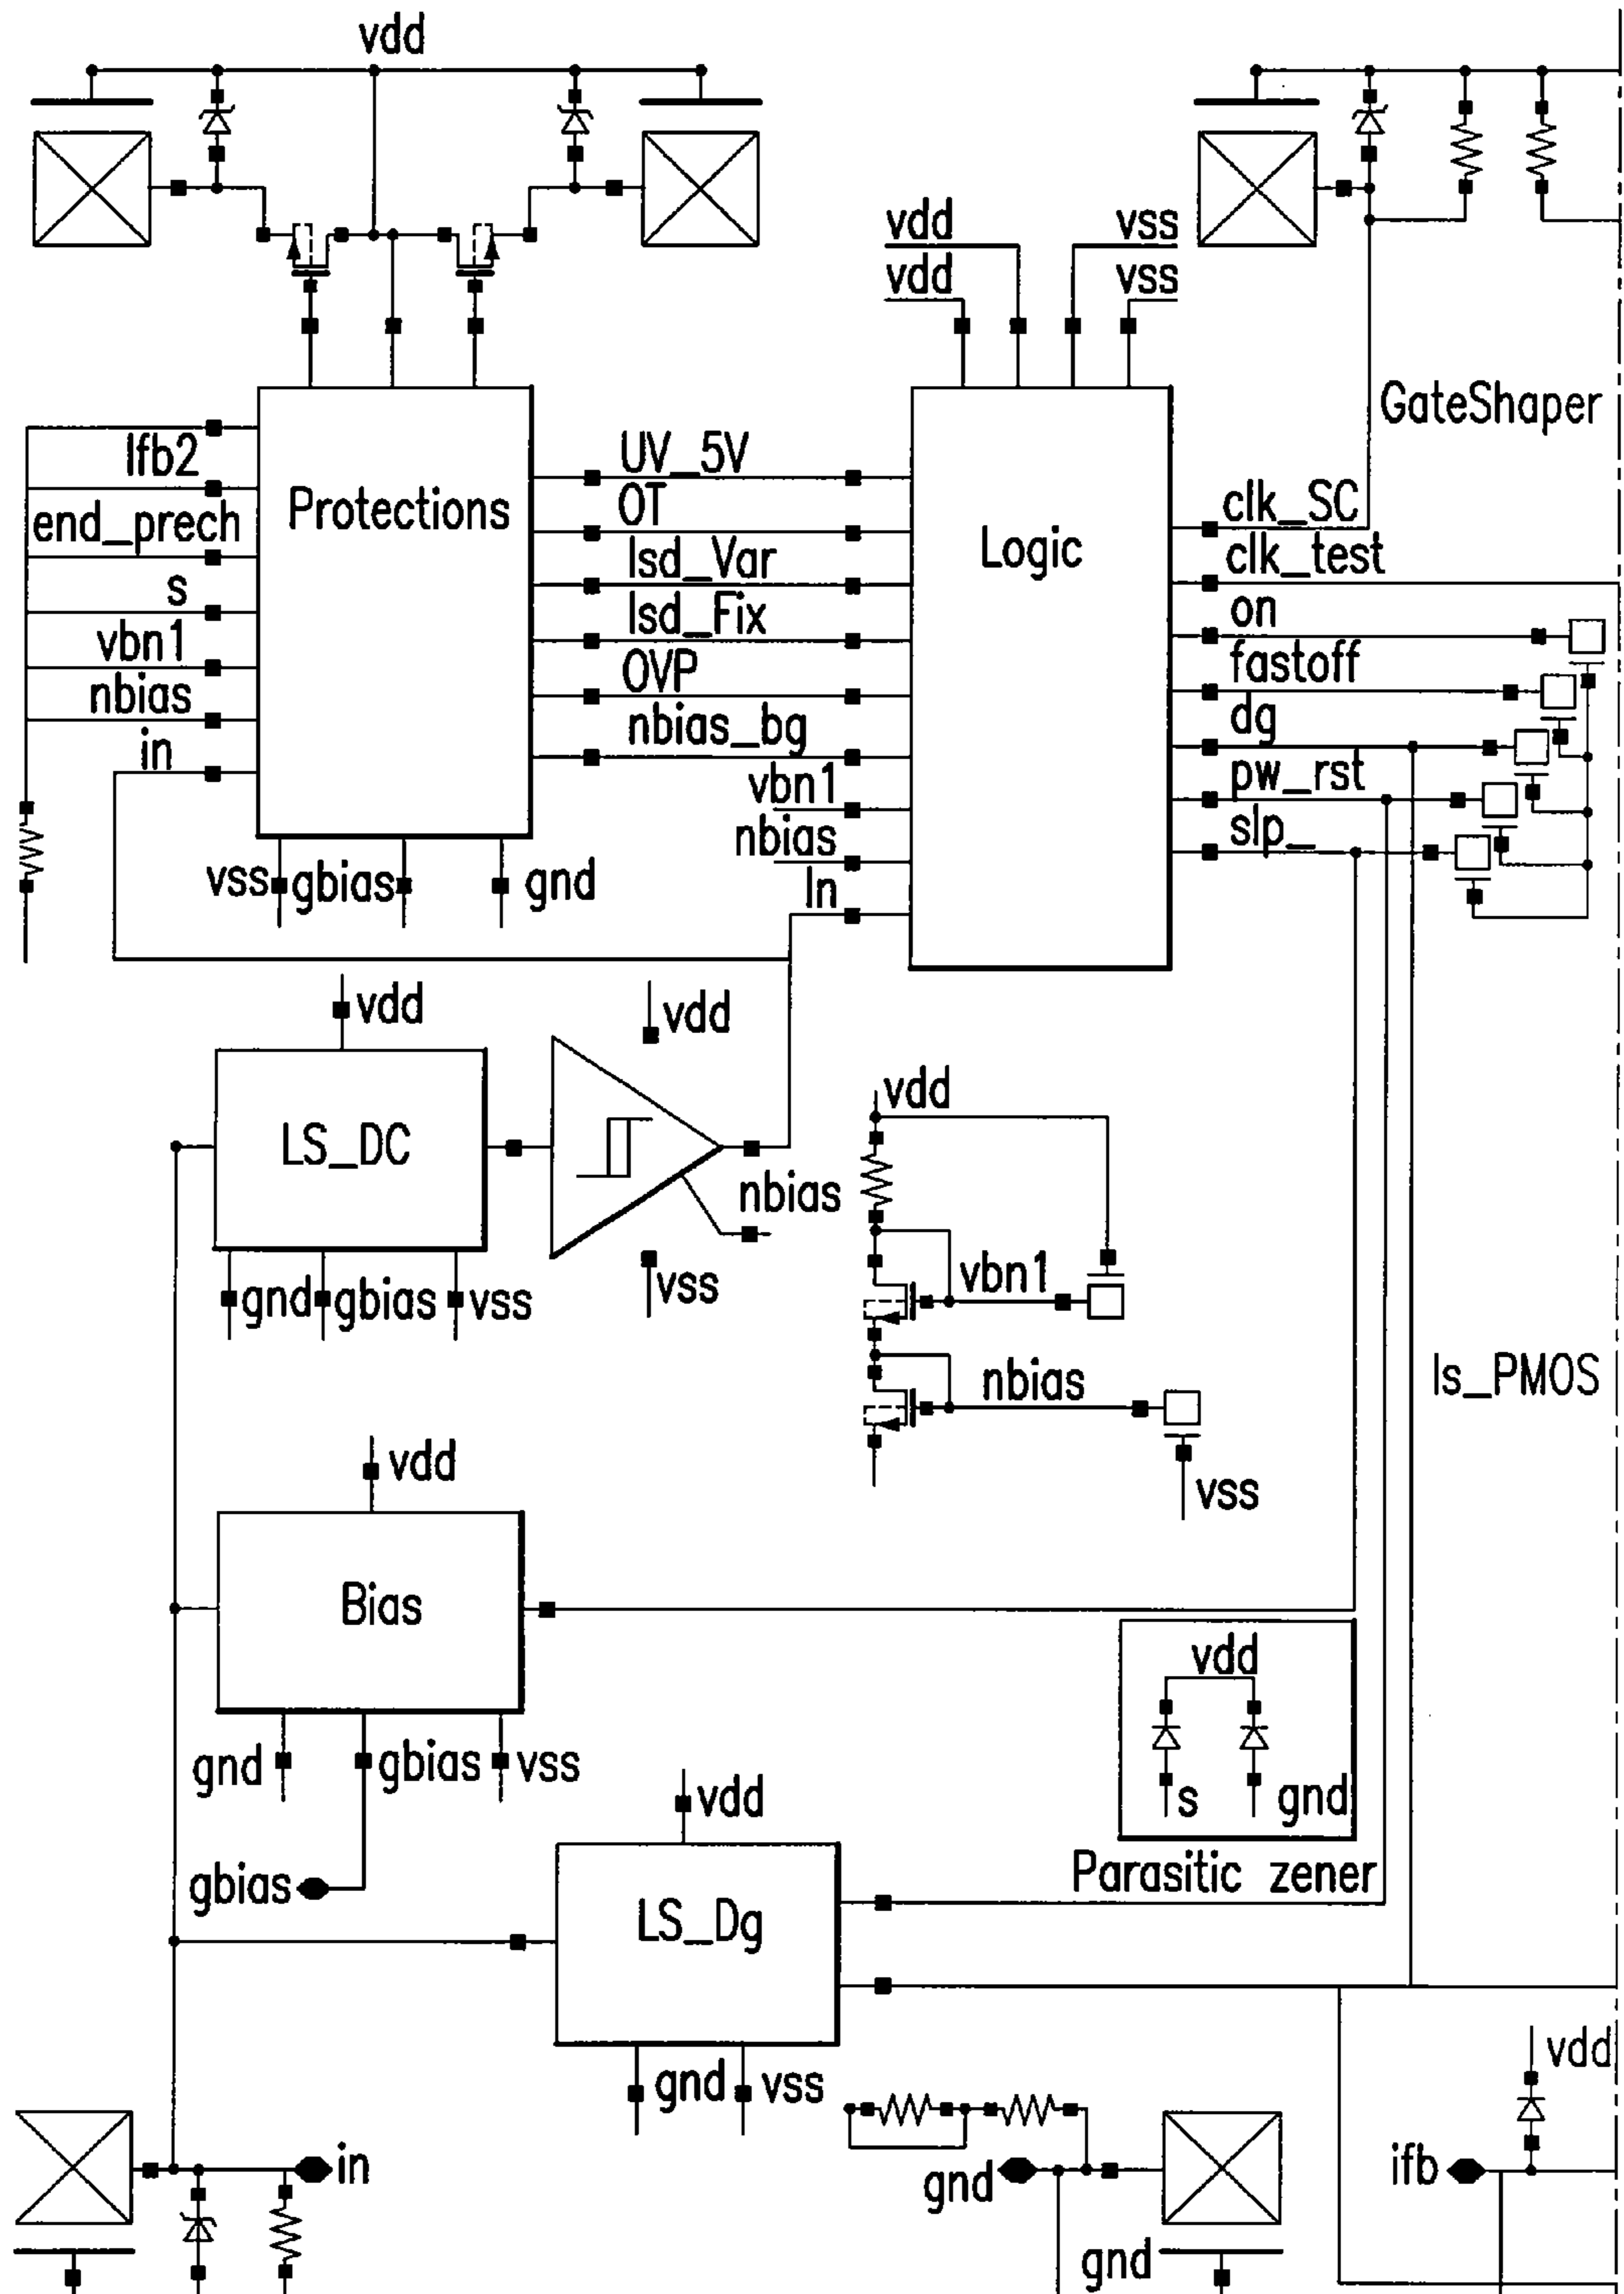 vdd
vdd
vss
vdd
vss
GateShaper
Ifb2
end_prech
s
vbn1
nbias
in
Protections
UV_5V
OT
Isd_Var
Isd_Fix
OVP
nbias_bg
vbn1
nbias
In
Logic
clk_SC
clk_test
on
fastoff
dg
pw_rst
slp_
vss
gbias
gnd
vdd
vdd
LS_DC
nbias
gnd
gbias
vss
vss
vdd
vbn1
nbias
vss
Is_PMOS
vdd
Bias
gnd
gbias
vss
gbias
vdd
s
gnd
Parasitic zener
vdd
LS_Dg
gnd
vss
in
gnd
gnd
vdd
ifb